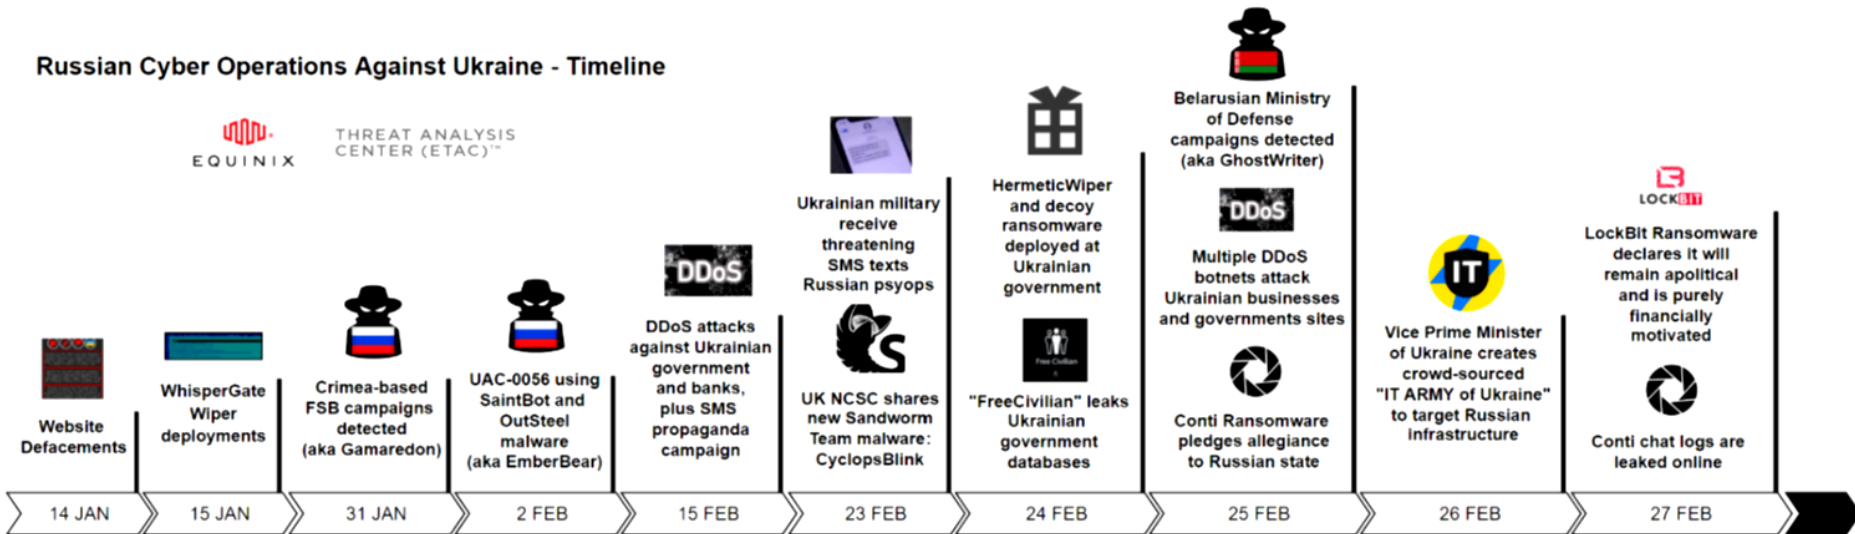 Russian Cyber Operations Against Ukraine - Timeline
EQUINIX
THREAT ANALYSIS
CENTER (ETAC)™
Website
Defacements
14 JAN
WhisperGate
Wiper
deployments
15 JAN
Crimea-based
FSB campaigns
detected
(aka Gamaredon)
31 JAN
UAC-0056 using
SaintBot and
OutSteel
malware
(aka EmberBear)
2 FEB
DDoS
DDoS attacks
against Ukrainian
government
and banks,
plus SMS
propaganda
campaign
15 FEB
Ukrainian military
receive
threatening
SMS texts
Russian psyops
S
UK NCSC shares
new Sandworm
Team malware:
CyclopsBlink
23 FEB
HermeticWiper
and decoy
ransomware
deployed at
Ukrainian
government
Free Civilian
"FreeCivilian" leaks
Ukrainian
government
databases
24 FEB
Belarusian Ministry
of Defense
campaigns detected
(aka GhostWriter)
DDoS
Multiple DDoS
botnets attack
Ukrainian businesses
and governments sites
Conti Ransomware
pledges allegiance
to Russian state
25 FEB
IT
Vice Prime Minister
of Ukraine creates
crowd-sourced
"IT ARMY of Ukraine"
to target Russian
infrastructure
26 FEB
LOCKBIT
LockBit Ransomware
declares it will
remain apolitical
and is purely
financially
motivated
Conti chat logs are
leaked online
27 FEB